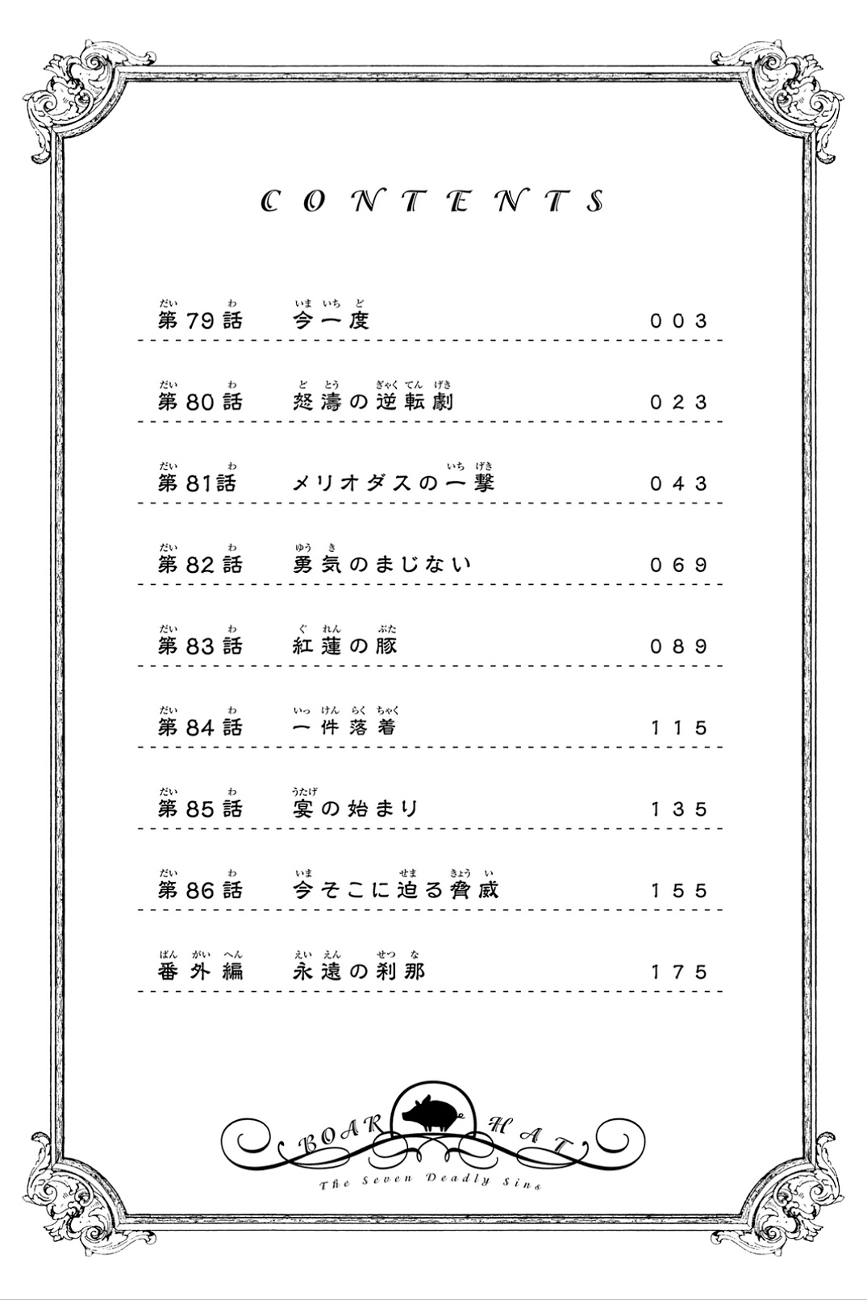 CONTENTS
第79話 今一度 003
第80話 怒濤の逆転劇 023
第81話 メリオダスの一撃 043
第82話 勇気のまじない 069
第83話 紅蓮の豚 089
第84話 一件落着 115
第85話 宴の始まり 135
第86話 今そこに迫る脅威 155
番外編 永遠の刹那 175
BOAR HAT
The Seven Deadly Sins